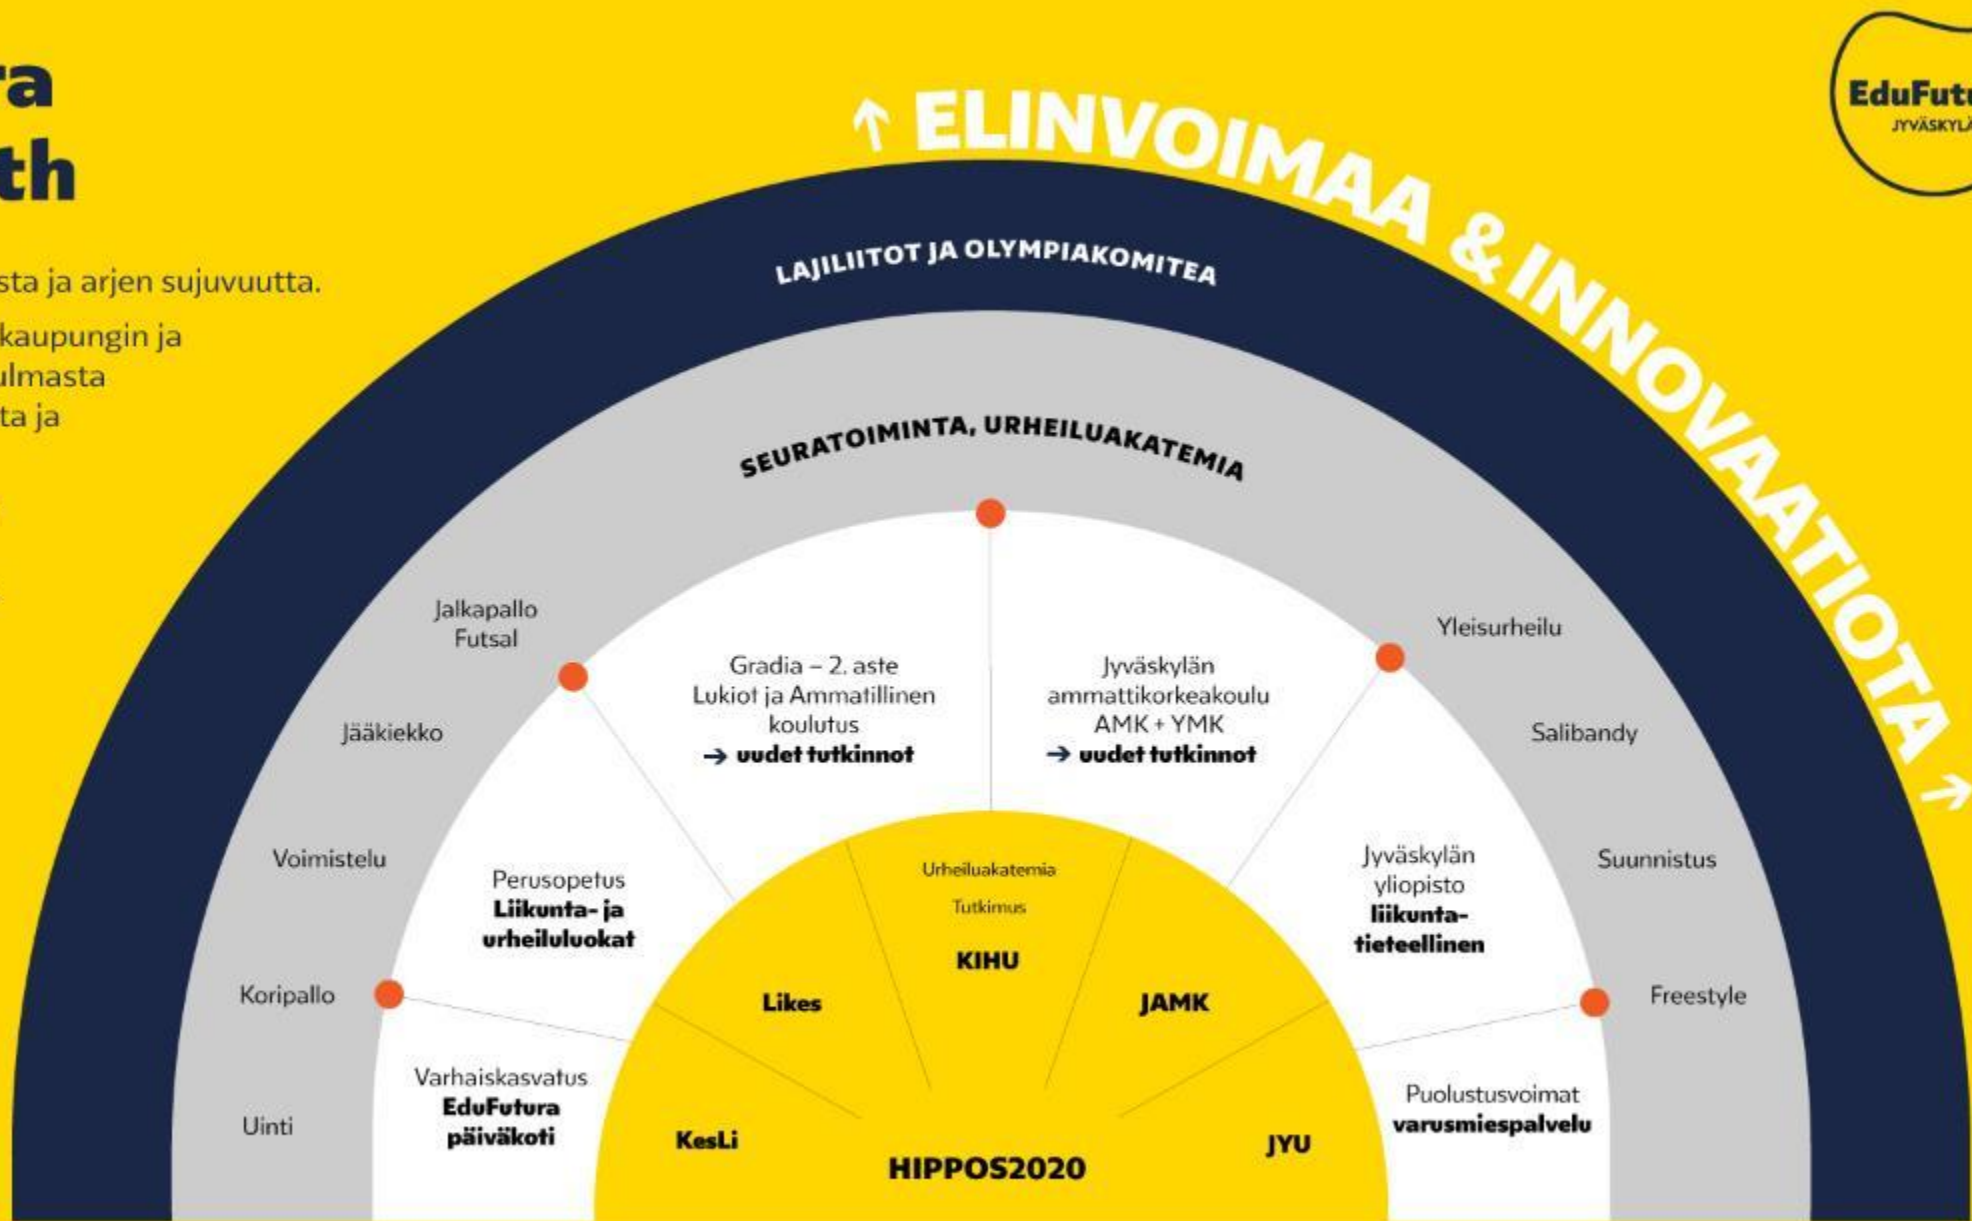 ELINVOIMAA & INNOVAATIOTA
EduFutu
JYVÄSKYLÄ
sta ja arjen sujuvuutta.
kaupungin ja
ulmasta
ta ja
LAJILIITOT JA OLYMPIAKOMITEA
SEURATOIMINTA, URHEILUAKATEMIA
Jalkapallo
Futsal
Jääkiekko
Voimistelu
Koripallo
Uinti
Yleisurheilu
Salibandy
Suunnistus
Freestyle
Varhaiskasvatus
EduFutura
päiväkoti
Perusopetus
Liikunta- ja
urheiluluokat
Gradia – 2. aste
Lukiot ja Ammatillinen
koulutus
→ uudet tutkinnot
Jyväskylän
ammattikorkeakoulu
AMK + YMK
→ uudet tutkinnot
Jyväskylän
yliopisto
liikunta-
tieteellinen
Puolustusvoimat
varusmiespalvelu
KesLi
Likes
Urheiluakatemia
Tutkimus
KIHU
JAMK
JYU
HIPPOS2020